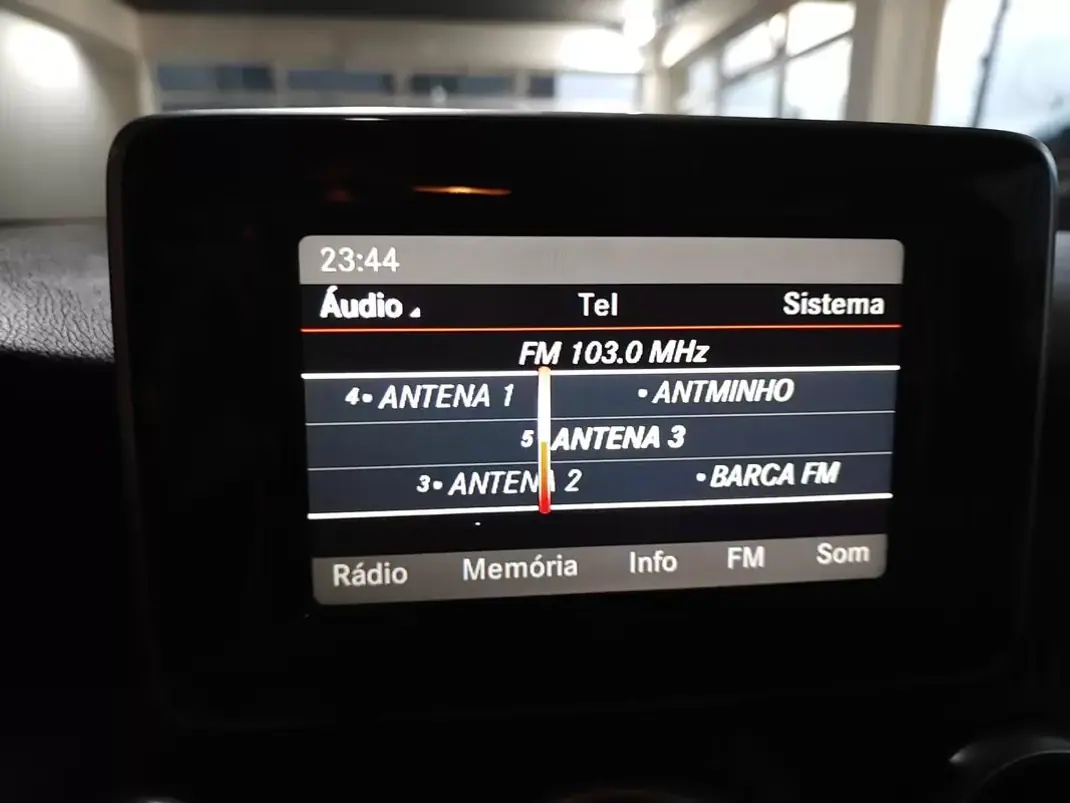 23:44
Áudio Tel Sistema
FM 103.0 MHz
4• ANTENA 1 • ANTMINHO
5 ANTENA 3
3• ANTENA 2 • BARCA FM
Rádio Memória Info FM Som